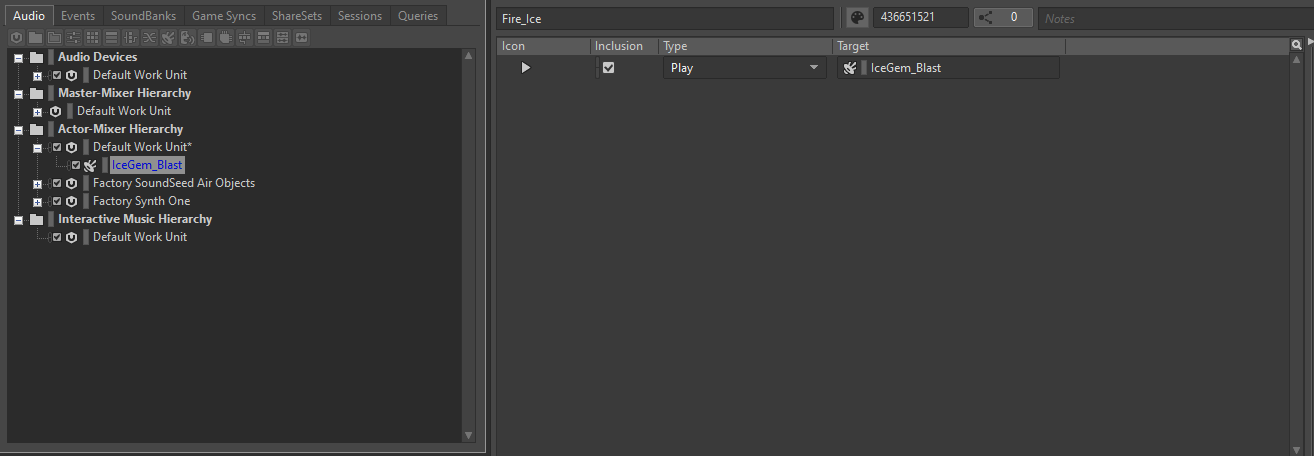 Audio Events SoundBanks Game Syncs ShareSets Sessions Queries
Audio Devices
Default Work Unit
Master-Mixer Hierarchy
Default Work Unit
Actor-Mixer Hierarchy
Default Work Unit*
IceGem_Blast
Factory SoundSeed Air Objects
Factory Synth One
Interactive Music Hierarchy
Default Work Unit
Fire_Ice 436651521 0 Notes
Icon Inclusion Type Target
Play IceGem_Blast